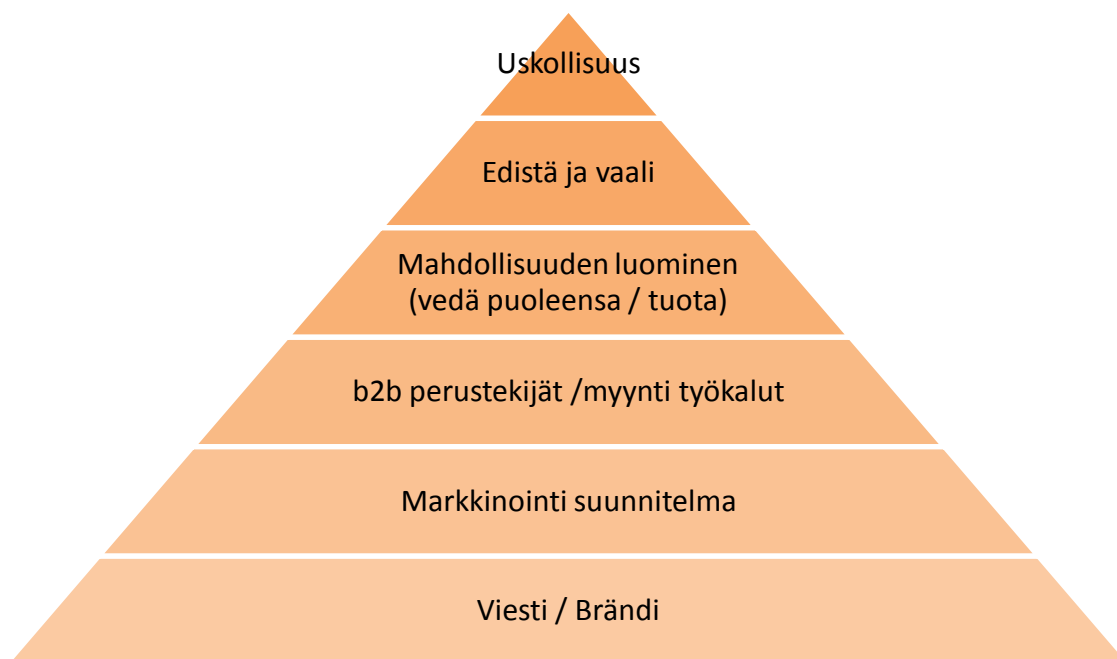 Uskollisuus
Edistä ja vaali
Mahdollisuuden luominen
(vedä puoleensa / tuota)
b2b perustekijät /myynti työkalut
Markkinointi suunnitelma
Viesti / Brändi